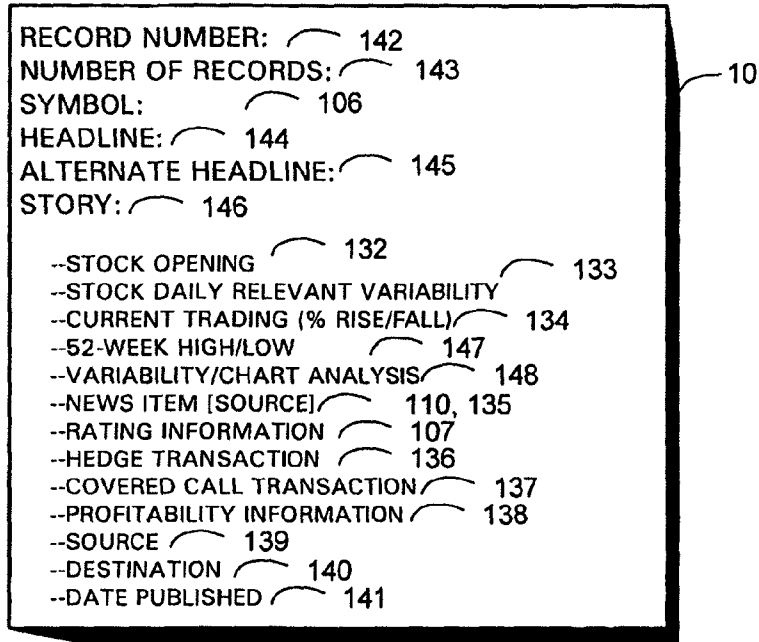 RECORD NUMBER: 142
NUMBER OF RECORDS: 143
10
SYMBOL: 106
HEADLINE: 144
ALTERNATE HEADLINE: 145
STORY: 146
--STOCK OPENING 132
--STOCK DAILY RELEVANT VARIABILITY 133
--CURRENT TRADING (% RISE/FALL) 134
--52-WEEK HIGH/LOW 147
--VARIABILITY/CHART ANALYSIS 148
--NEWS ITEM [SOURCE] 110, 135
--RATING INFORMATION 107
--HEDGE TRANSACTION 136
--COVERED CALL TRANSACTION 137
--PROFITABILITY INFORMATION 138
--SOURCE 139
--DESTINATION 140
--DATE PUBLISHED 141